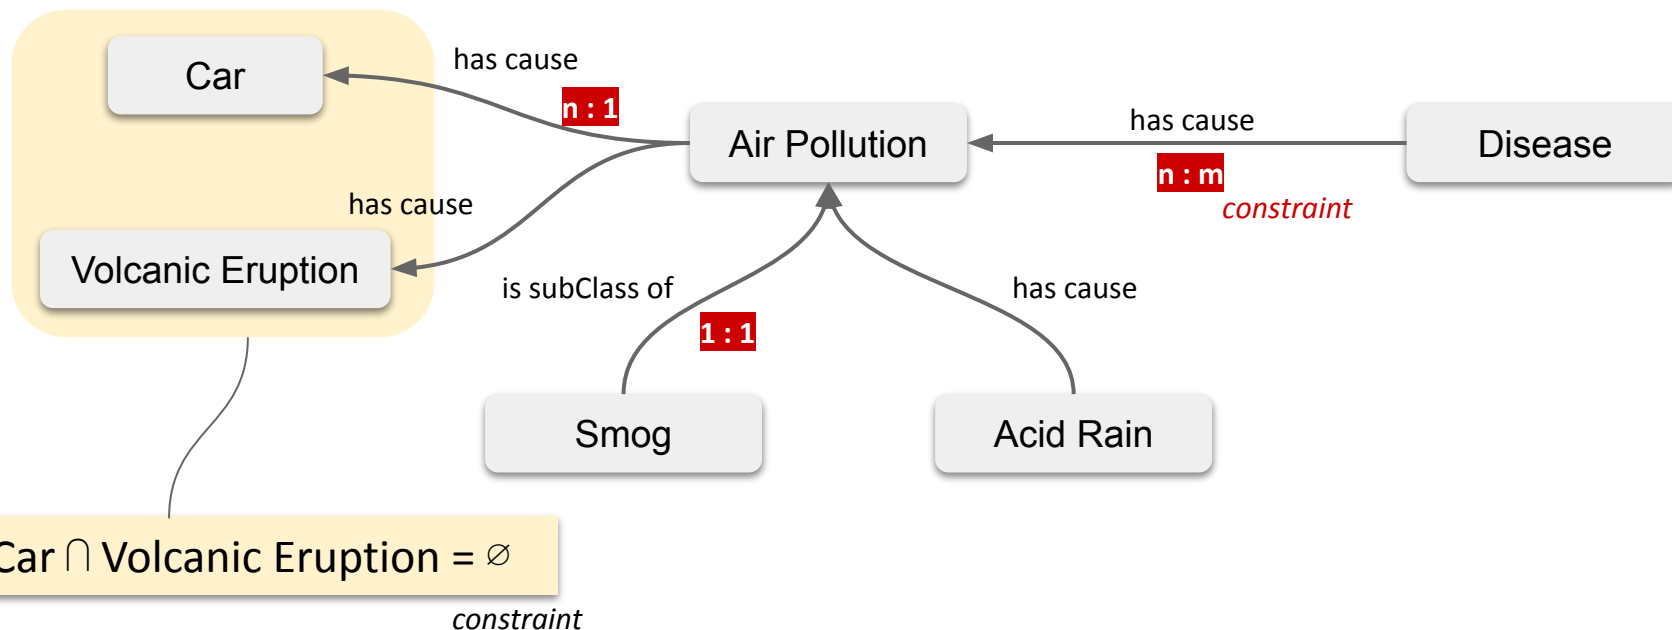 Car
has cause
n : 1
Air Pollution
has cause
n : m
constraint
Disease
has cause
Volcanic Eruption
is subClass of
1 : 1
has cause
Smog
Acid Rain
Car ∩ Volcanic Eruption = ∅
constraint